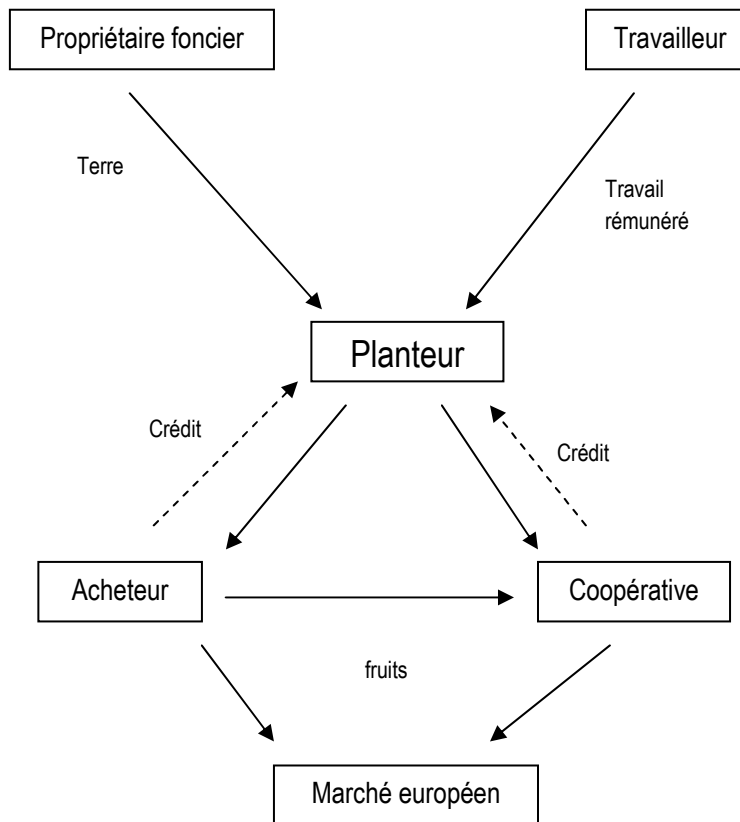 Propriétaire foncier
Travailleur
Terre
Travail
rémunéré
Planteur
Crédit
Crédit
Acheteur
Coopérative
fruits
Marché européen